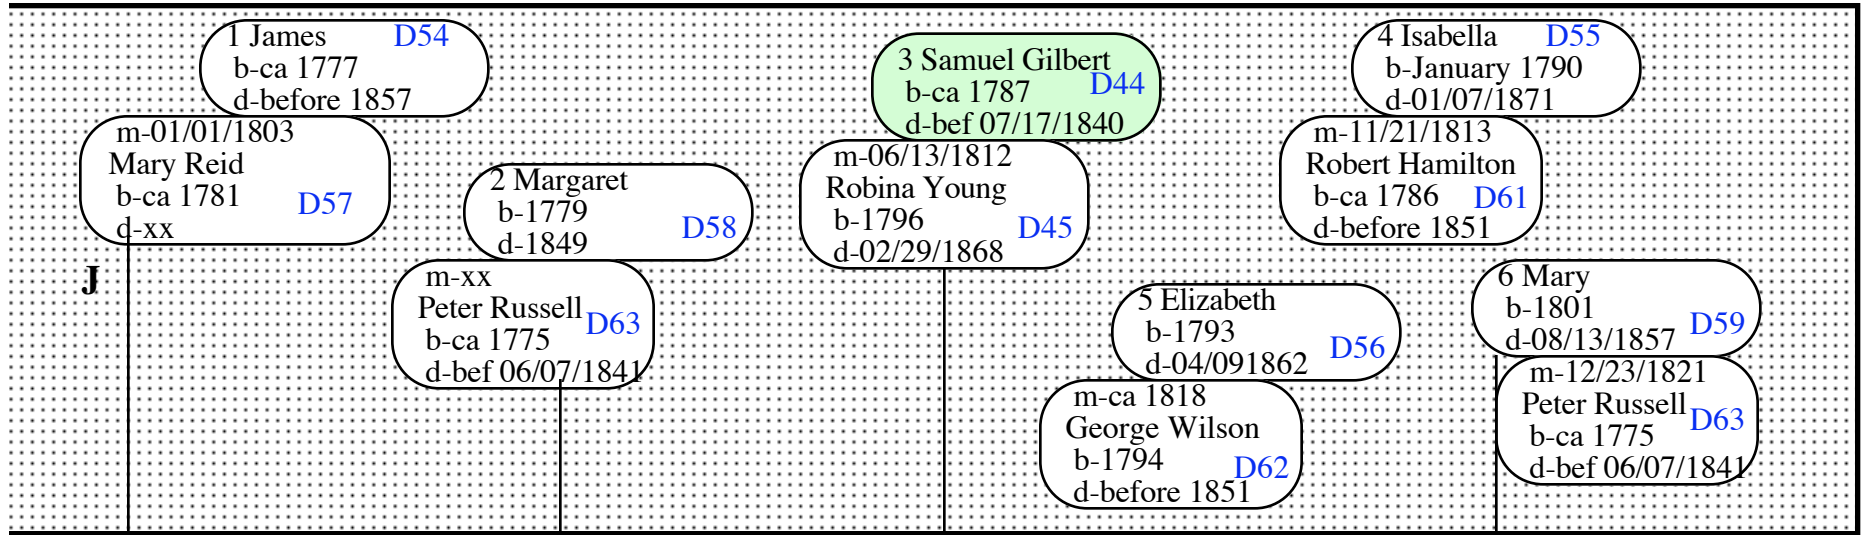 1 James D54
b-ca 1777
d-before 1857
m-01/01/1803
Mary Reid
b-ca 1781 D57
d-xx
J
2 Margaret
b-1779
d-1849 D58
m-xx
Peter Russell D63
b-ca 1775
d-bef 06/07/1841
3 Samuel Gilbert
b-ca 1787 D44
d-bef 07/17/1840
m-06/13/1812
Robina Young
b-1796 D45
d-02/29/1868
4 Isabella D55
b-January 1790
d-01/07/1871
m-11/21/1813
Robert Hamilton
b-ca 1786 D61
d-before 1851
5 Elizabeth
b-1793
d-04/091862 D56
m-ca 1818
George Wilson
b-1794 D62
d-before 1851
6 Mary
b-1801
d-08/13/1857 D59
m-12/23/1821
Peter Russell D63
b-ca 1775
d-bef 06/07/1841